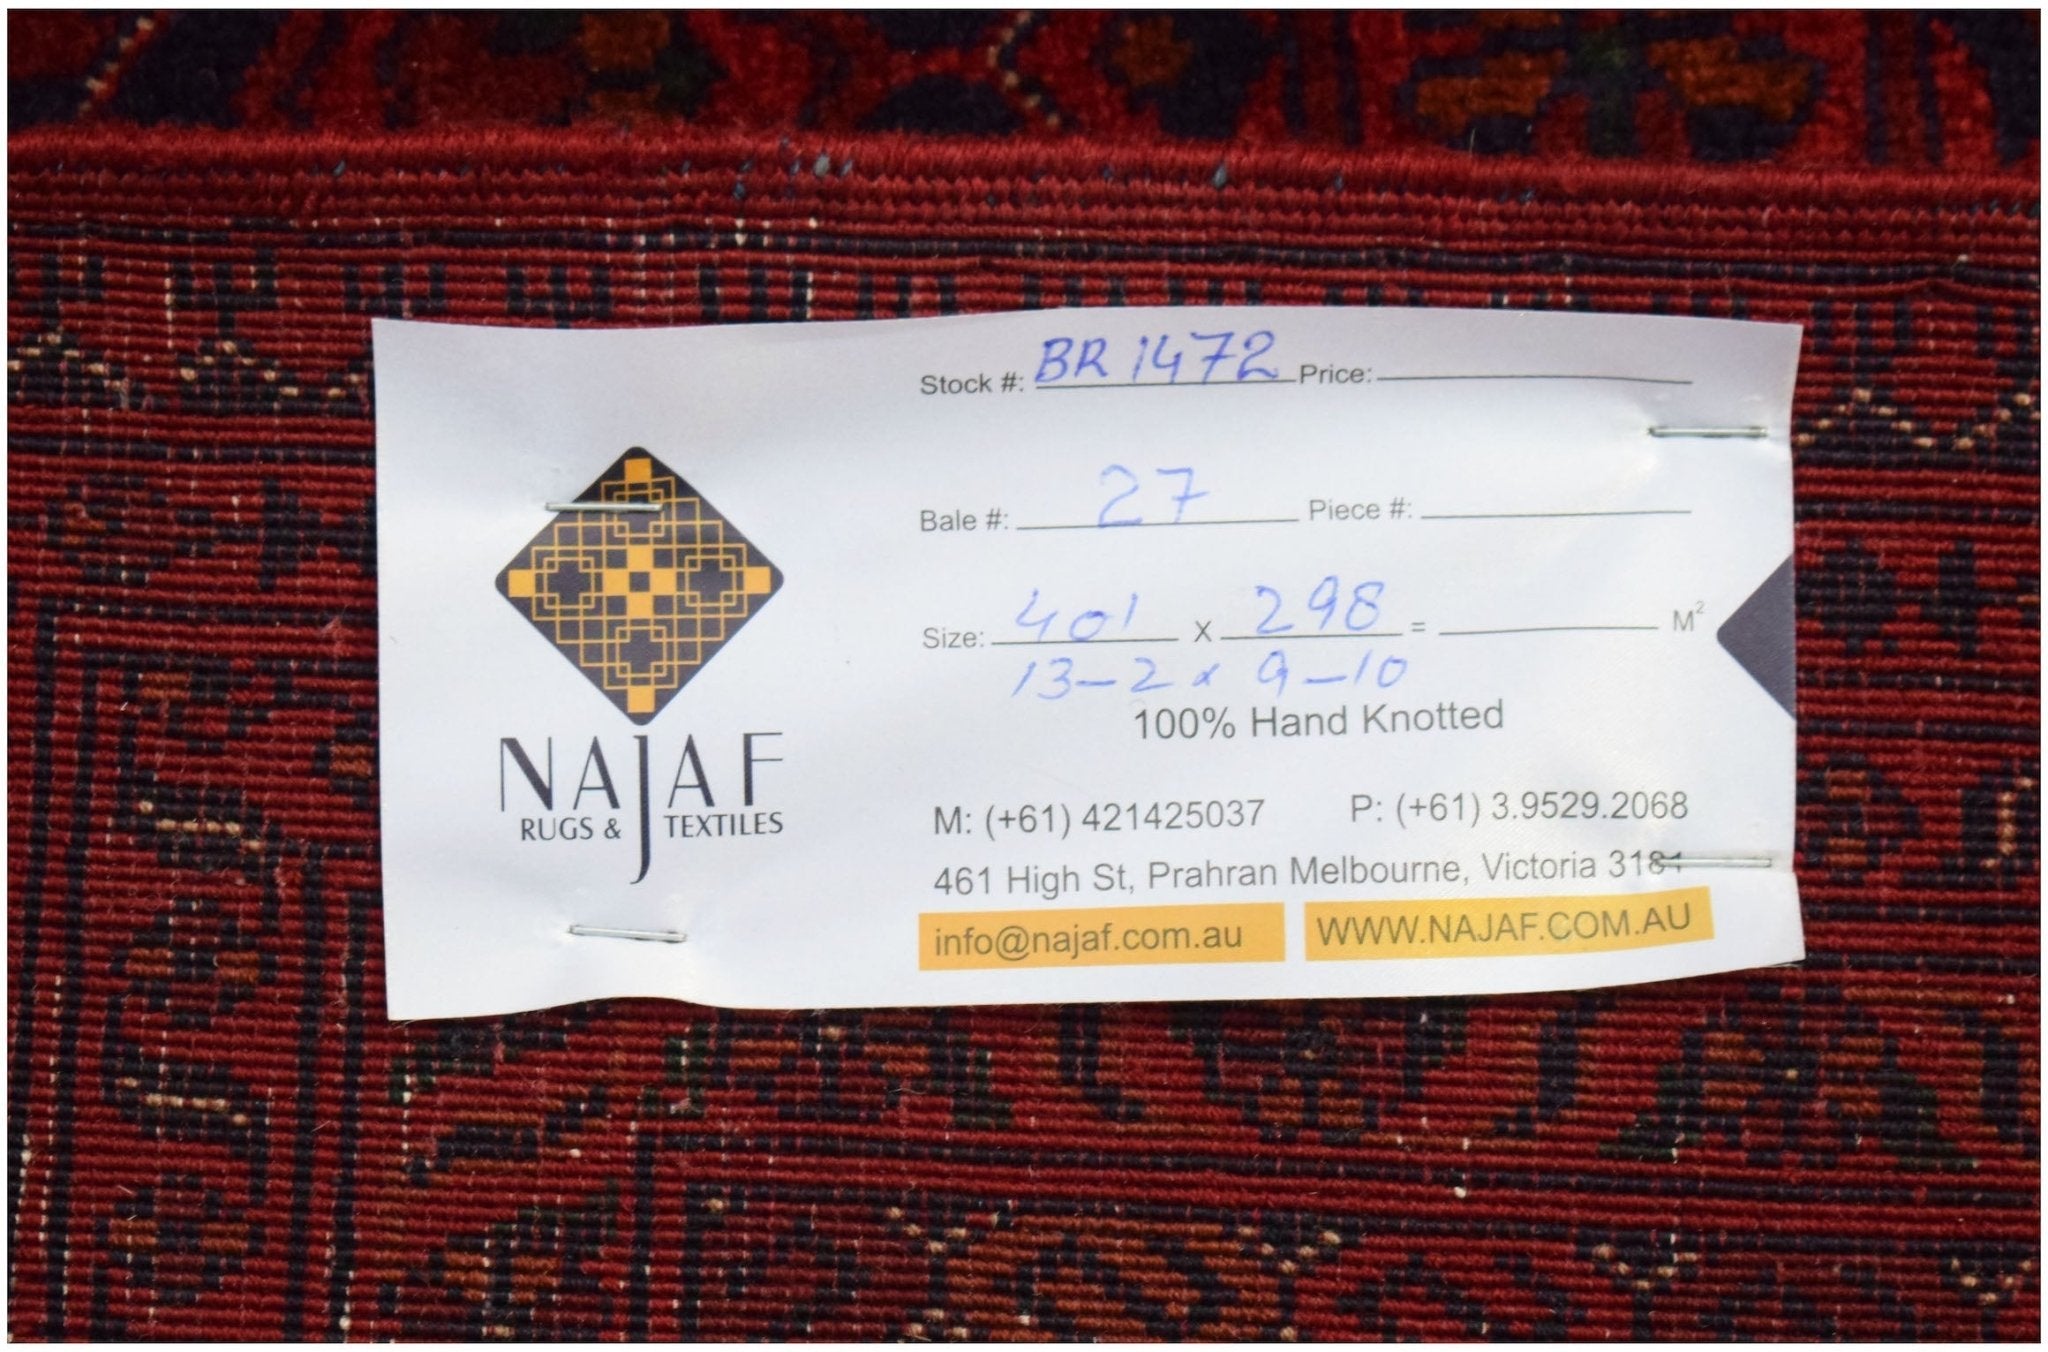 Stock #: BR 1472 Price:
Bale #: 27 Piece #:
Size: 401 x 298 = M²
13-2 x 9-10
100% Hand Knotted
NAJAF
RUGS & TEXTILES
M: (+61) 421425037 P: (+61) 3.9529.2068
461 High St, Prahran Melbourne, Victoria 3181
info@najaf.com.au WWW.NAJAF.COM.AU